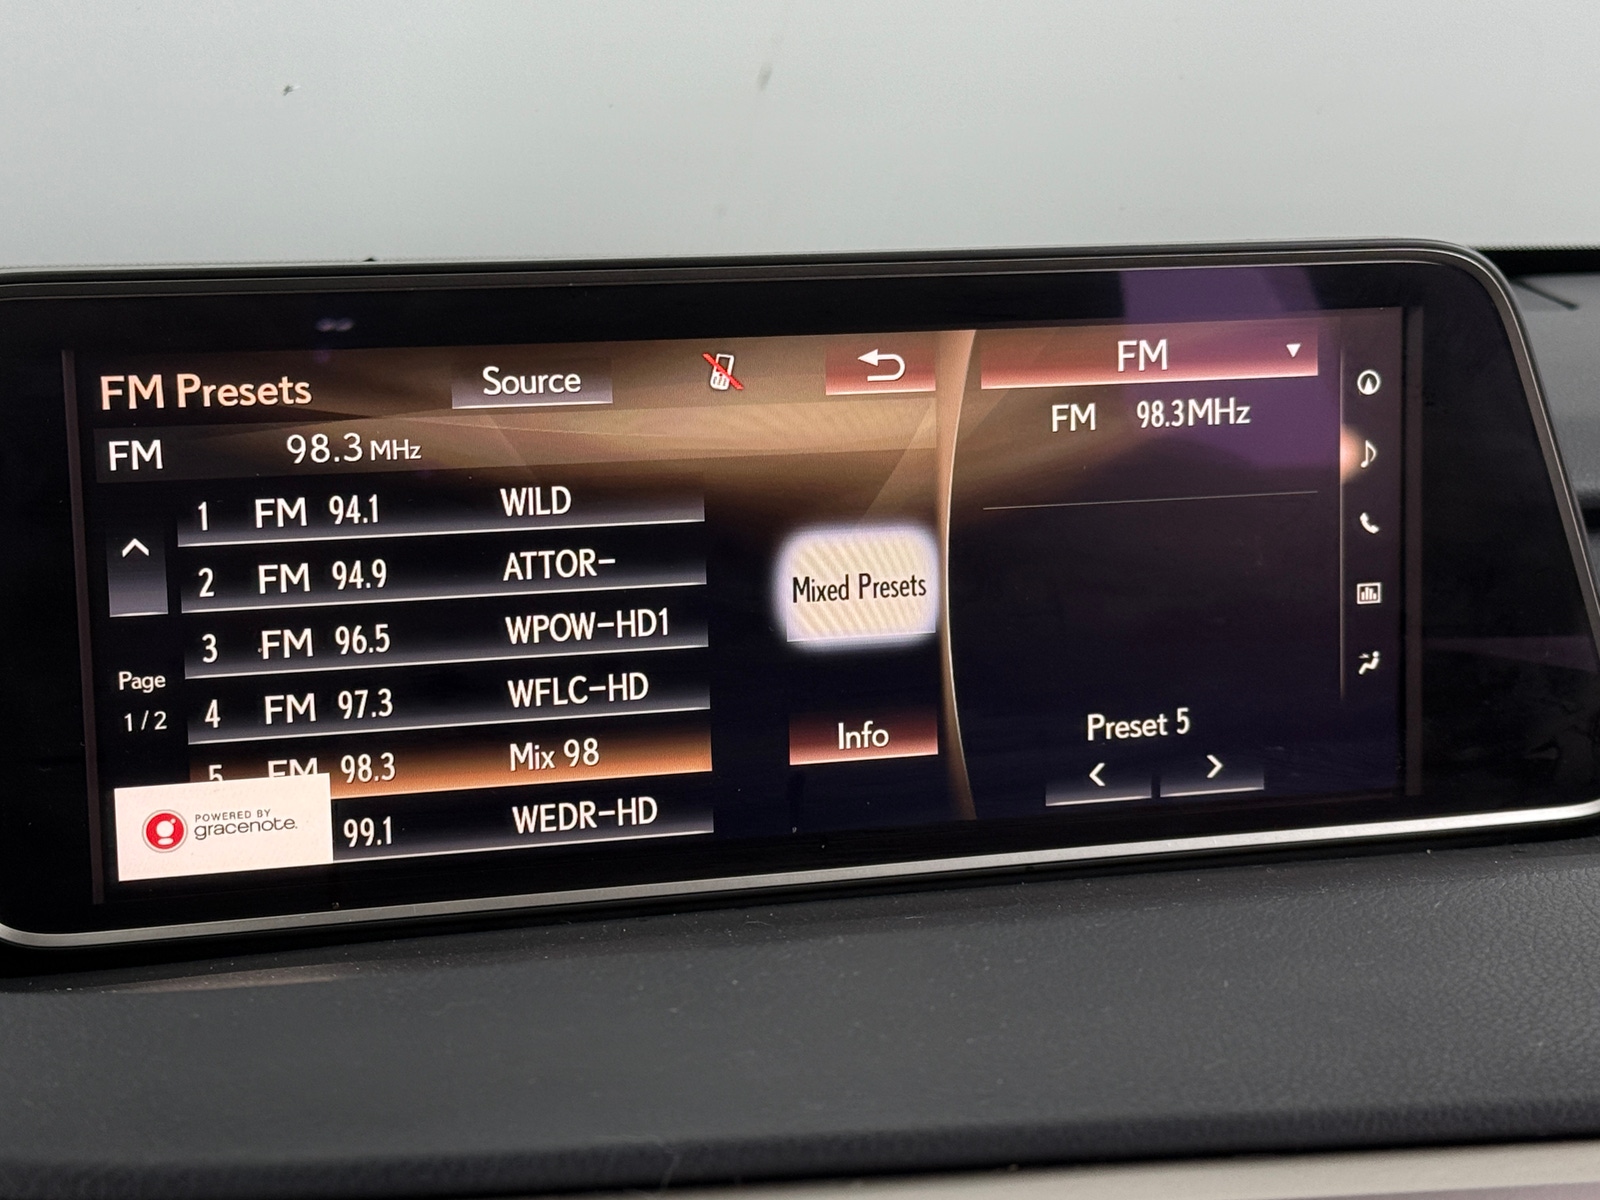 FM Presets
Source
FM
FM 98.3 MHz
FM 98.3MHz
1 FM 94.1 WILD
2 FM 94.9 ATTOR-
3 FM 96.5 WPOW-HD1
4 FM 97.3 WFLC-HD
5 FM 98.3 Mix 98
99.1 WEDR-HD
Page
1/2
POWERED BY
gracenote.
Mixed Presets
Info
Preset 5